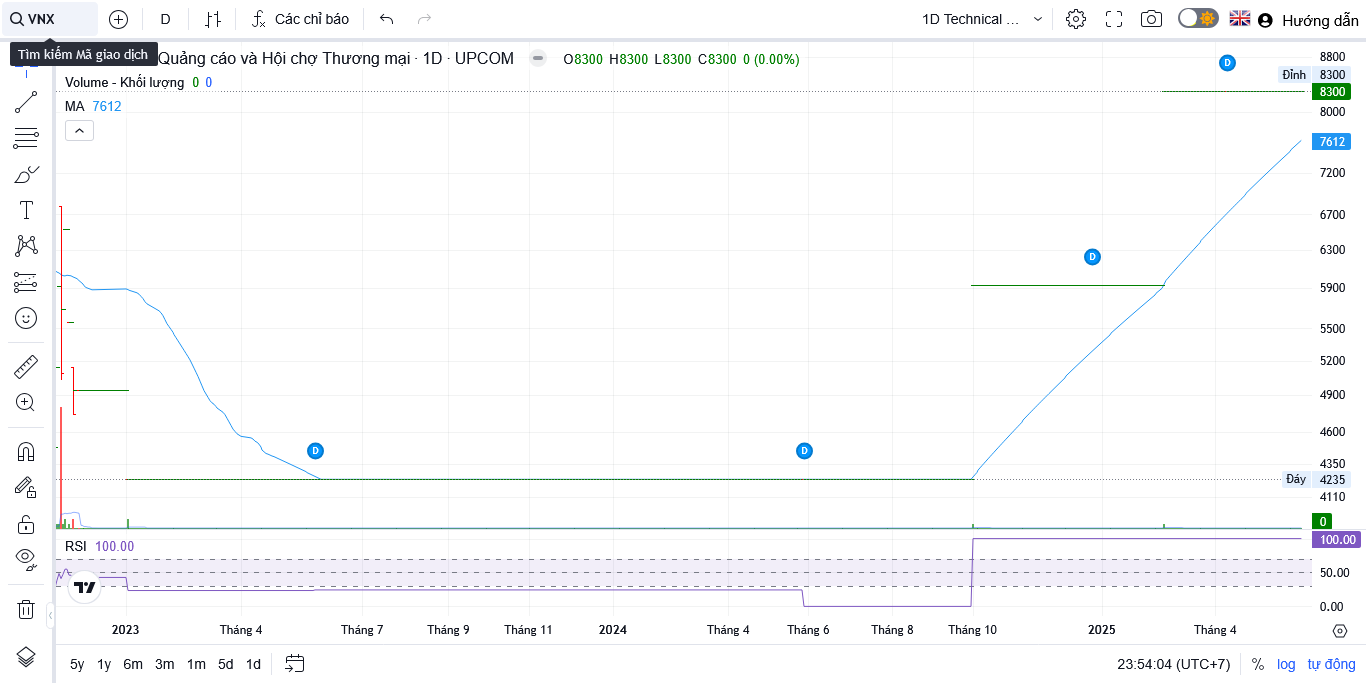 VNX
D
Các chỉ báo
1D Technical ...
Hướng dẫn
Tìm kiếm Mã giao dịch
Quảng cáo và Hội chợ Thương mại · 1D · UPCOM
O8300 H8300 L8300 C8300 0 (0.00%)
Volume - Khối lượng 0 0
MA 7612
D
D
D
D
8800
Đỉnh 8300
8300
8000
7612
7200
6700
6300
5900
5500
5200
4900
4600
4350
Đáy 4235
4110
0
RSI 100.00
100.00
50.00
0.00
2023 Tháng 4 Tháng 7 Tháng 9 Tháng 11 2024 Tháng 4 Tháng 6 Tháng 8 Tháng 10 2025 Tháng 4
5y 1y 6m 3m 1m 5d 1d
23:54:04 (UTC+7) % log tự động